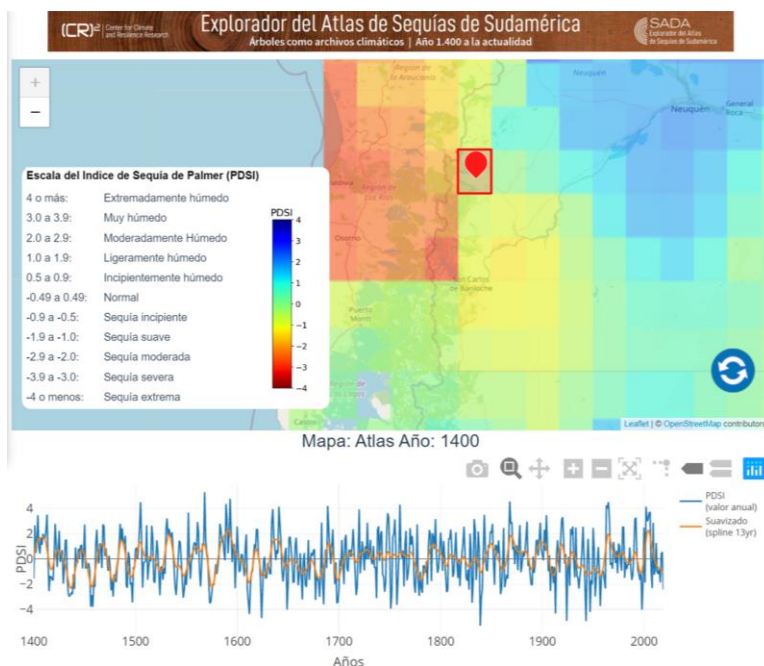 (CR)² Center for Climate and Resilience Research
Explorador del Atlas de Sequías de Sudamérica
Árboles como archivos climáticos | Año 1.400 a la actualidad
SADA
Explorador del Atlas
de Sequías de Sudamérica
+
−
Región de
la Araucanía
Neuquén
Neuquén
General
Roca
Región de
Los Ríos
Osorno
San Carlos
de Bariloche
Puerto
Montt
Región de
Castro
Escala del Indice de Sequía de Palmer (PDSI)
4 o más: Extremadamente húmedo
3.0 a 3.9: Muy húmedo
2.0 a 2.9: Moderadamente Húmedo
1.0 a 1.9: Ligeramente húmedo
0.5 a 0.9: Incipientemente húmedo
-0.49 a 0.49: Normal
-0.9 a -0.5: Sequía incipiente
-1.9 a -1.0: Sequía suave
-2.9 a -2.0: Sequía moderada
-3.9 a -3.0: Sequía severa
-4 o menos: Sequía extrema
PDSI
4
3
2
1
0
−1
−2
−3
−4
Leaflet | © OpenStreetMap contributors
Mapa: Atlas Año: 1400
PDSI
(valor anual)
Suavizado
(spline 13yr)
PDSI
4
2
0
−2
−4
1400 1500 1600 1700 1800 1900 2000
Años